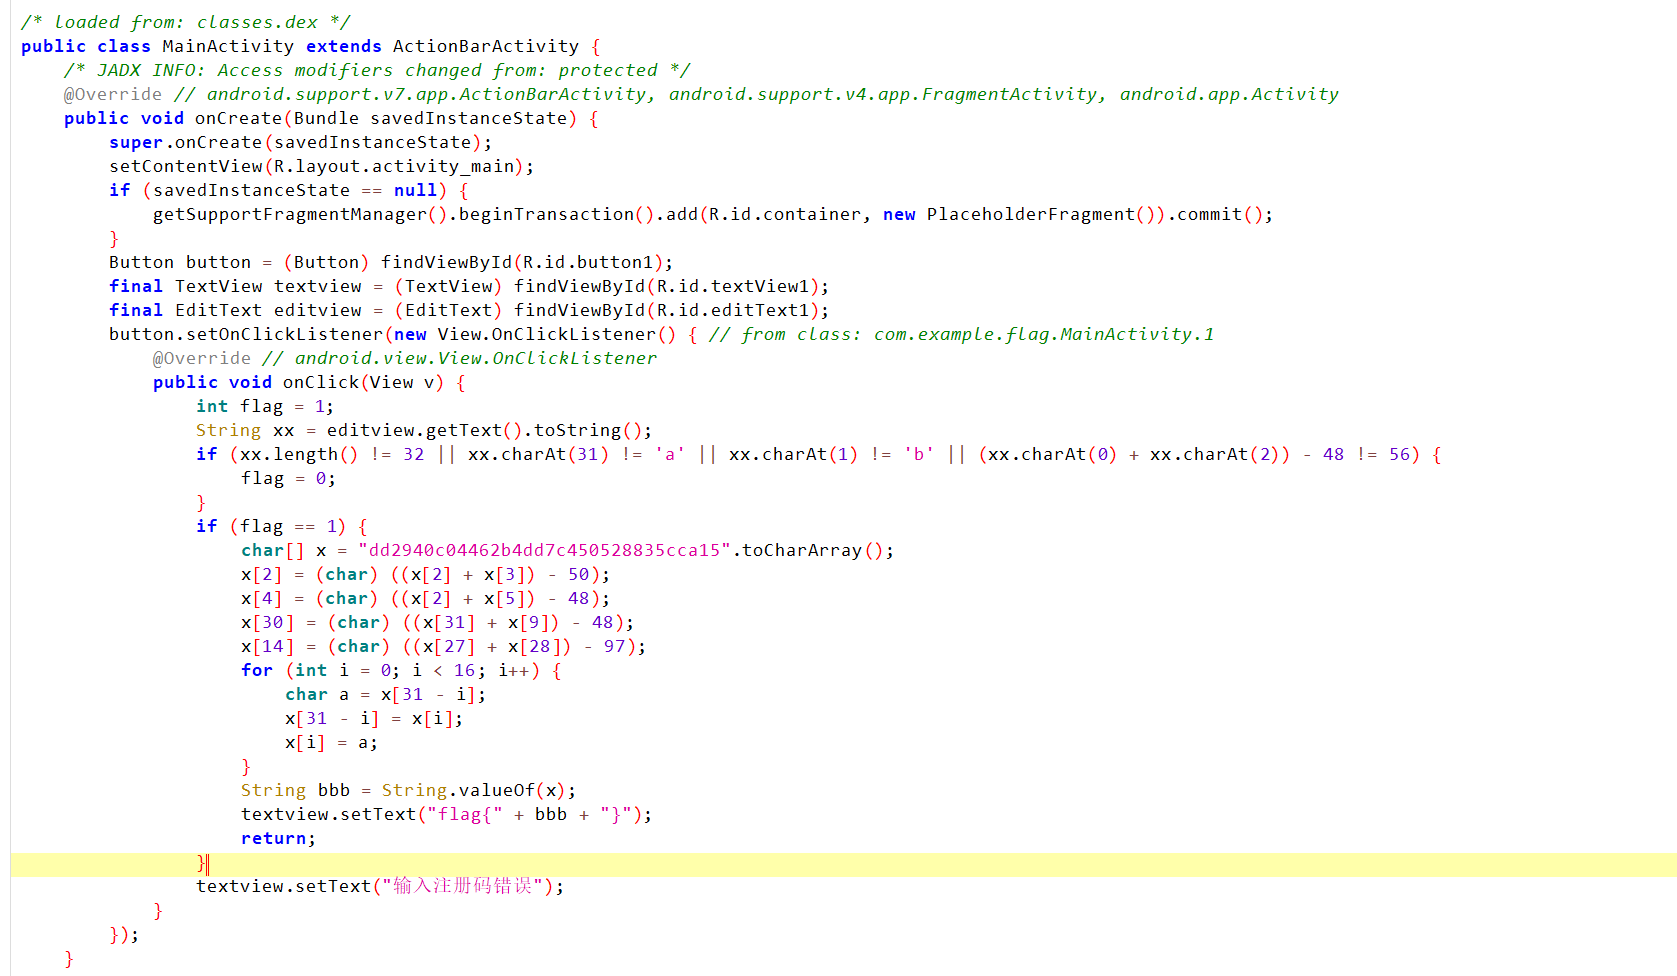 /* loaded from: classes.dex */
public class MainActivity extends ActionBarActivity {
    /* JADX INFO: Access modifiers changed from: protected */
    @Override // android.support.v7.app.ActionBarActivity, android.support.v4.app.FragmentActivity, android.app.Activity
    public void onCreate(Bundle savedInstanceState) {
        super.onCreate(savedInstanceState);
        setContentView(R.layout.activity_main);
        if (savedInstanceState == null) {
            getSupportFragmentManager().beginTransaction().add(R.id.container, new PlaceholderFragment()).commit();
        }
        Button button = (Button) findViewById(R.id.button1);
        final TextView textview = (TextView) findViewById(R.id.textView1);
        final EditText editview = (EditText) findViewById(R.id.editText1);
        button.setOnClickListener(new View.OnClickListener() { // from class: com.example.flag.MainActivity.1
            @Override // android.view.View.OnClickListener
            public void onClick(View v) {
                int flag = 1;
                String xx = editview.getText().toString();
                if (xx.length() != 32 || xx.charAt(31) != 'a' || xx.charAt(1) != 'b' || (xx.charAt(0) + xx.charAt(2)) - 48 != 56) {
                    flag = 0;
                }
                if (flag == 1) {
                    char[] x = "dd2940c04462b4dd7c450528835cca15".toCharArray();
                    x[2] = (char) ((x[2] + x[3]) - 50);
                    x[4] = (char) ((x[2] + x[5]) - 48);
                    x[30] = (char) ((x[31] + x[9]) - 48);
                    x[14] = (char) ((x[27] + x[28]) - 97);
                    for (int i = 0; i < 16; i++) {
                        char a = x[31 - i];
                        x[31 - i] = x[i];
                        x[i] = a;
                    }
                    String bbb = String.valueOf(x);
                    textview.setText("flag{" + bbb + "}");
                    return;
                }
                textview.setText("输入注册码错误");
            }
        });
    }